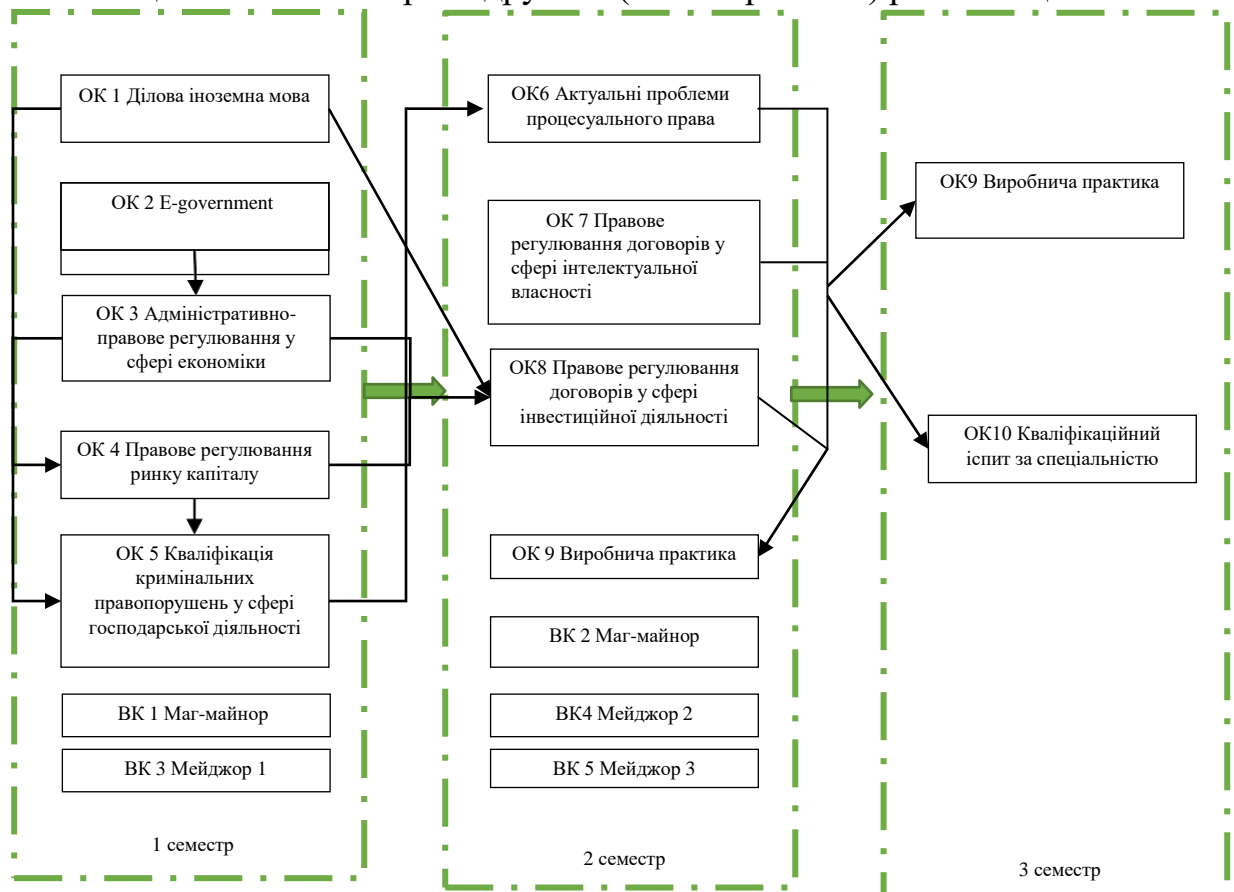 ОК 1 Ділова іноземна мова
ОК 2 E-government
ОК 3 Адміністративно-
правове регулювання у
сфері економіки
ОК 4 Правове регулювання
ринку капіталу
ОК 5 Кваліфікація
кримінальних
правопорушень у сфері
господарської діяльності
ВК 1 Маг-майнор
ВК 3 Мейджор 1
1 семестр
ОК6 Актуальні проблеми
процесуального права
ОК 7 Правове
регулювання договорів у
сфері інтелектуальної
власності
ОК8 Правове регулювання
договорів у сфері
інвестиційної діяльності
ОК 9 Виробнича практика
ВК 2 Маг-майнор
ВК4 Мейджор 2
ВК 5 Мейджор 3
2 семестр
ОК9 Виробнича практика
ОК10 Кваліфікаційний
іспит за спеціальністю
3 семестр